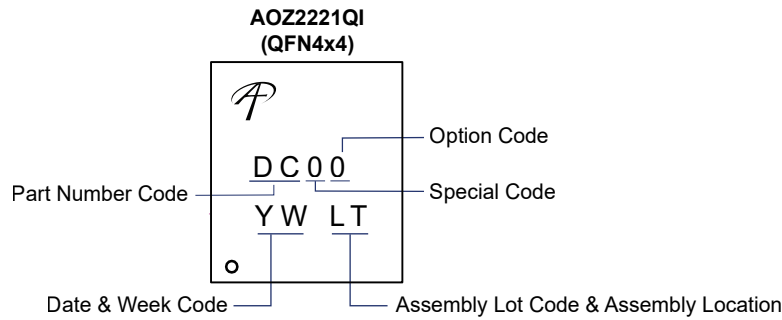 AOZ2221QI
(QFN4x4)
Option Code
DC00
Part Number Code
Special Code
YW LT
Date & Week Code
Assembly Lot Code & Assembly Location